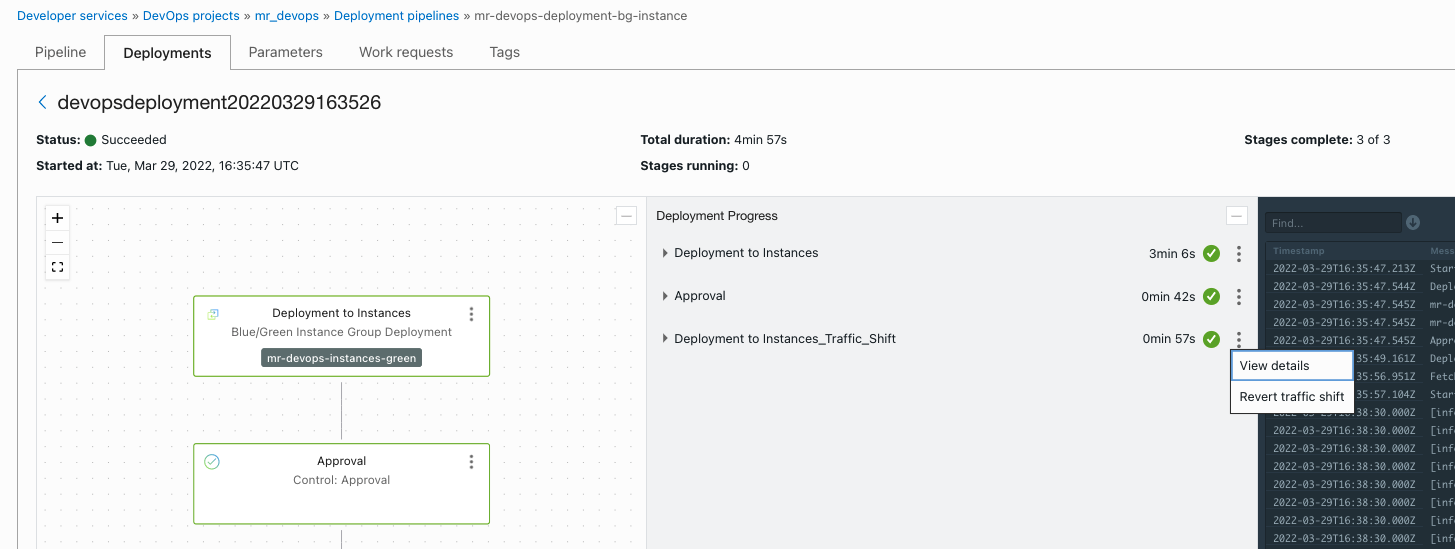 Developer services » DevOps projects » mr_devops » Deployment pipelines » mr-devops-deployment-bg-instance
Pipeline Deployments Parameters Work requests Tags
devopsdeployment20220329163526
Status: Succeeded
Total duration: 4min 57s
Stages complete: 3 of 3
Started at: Tue, Mar 29, 2022, 16:35:47 UTC
Stages running: 0
Deployment to Instances
Blue/Green Instance Group Deployment
mr-devops-instances-green
Approval
Control: Approval
Deployment Progress
Deployment to Instances 3min 6s
Approval 0min 42s
Deployment to Instances_Traffic_Shift 0min 57s
View details
Revert traffic shift
Find...
Timestamp Mess
2022-03-29T16:35:47.213Z Star
2022-03-29T16:35:47.544Z Depl
2022-03-29T16:35:47.545Z mr-d
2022-03-29T16:35:47.545Z mr-d
2022-03-29T16:35:47.545Z Appr
35:49.161Z Depl
35:56.951Z Fetc
35:57.104Z Star
2022-03-29T16:38:30.000Z [inf
2022-03-29T16:38:30.000Z [inf
2022-03-29T16:38:30.000Z [inf
2022-03-29T16:38:30.000Z [inf
2022-03-29T16:38:30.000Z [inf
2022-03-29T16:38:30.000Z [inf
2022-03-29T16:38:30.000Z [inf
2022-03-29T16:38:30.000Z [inf